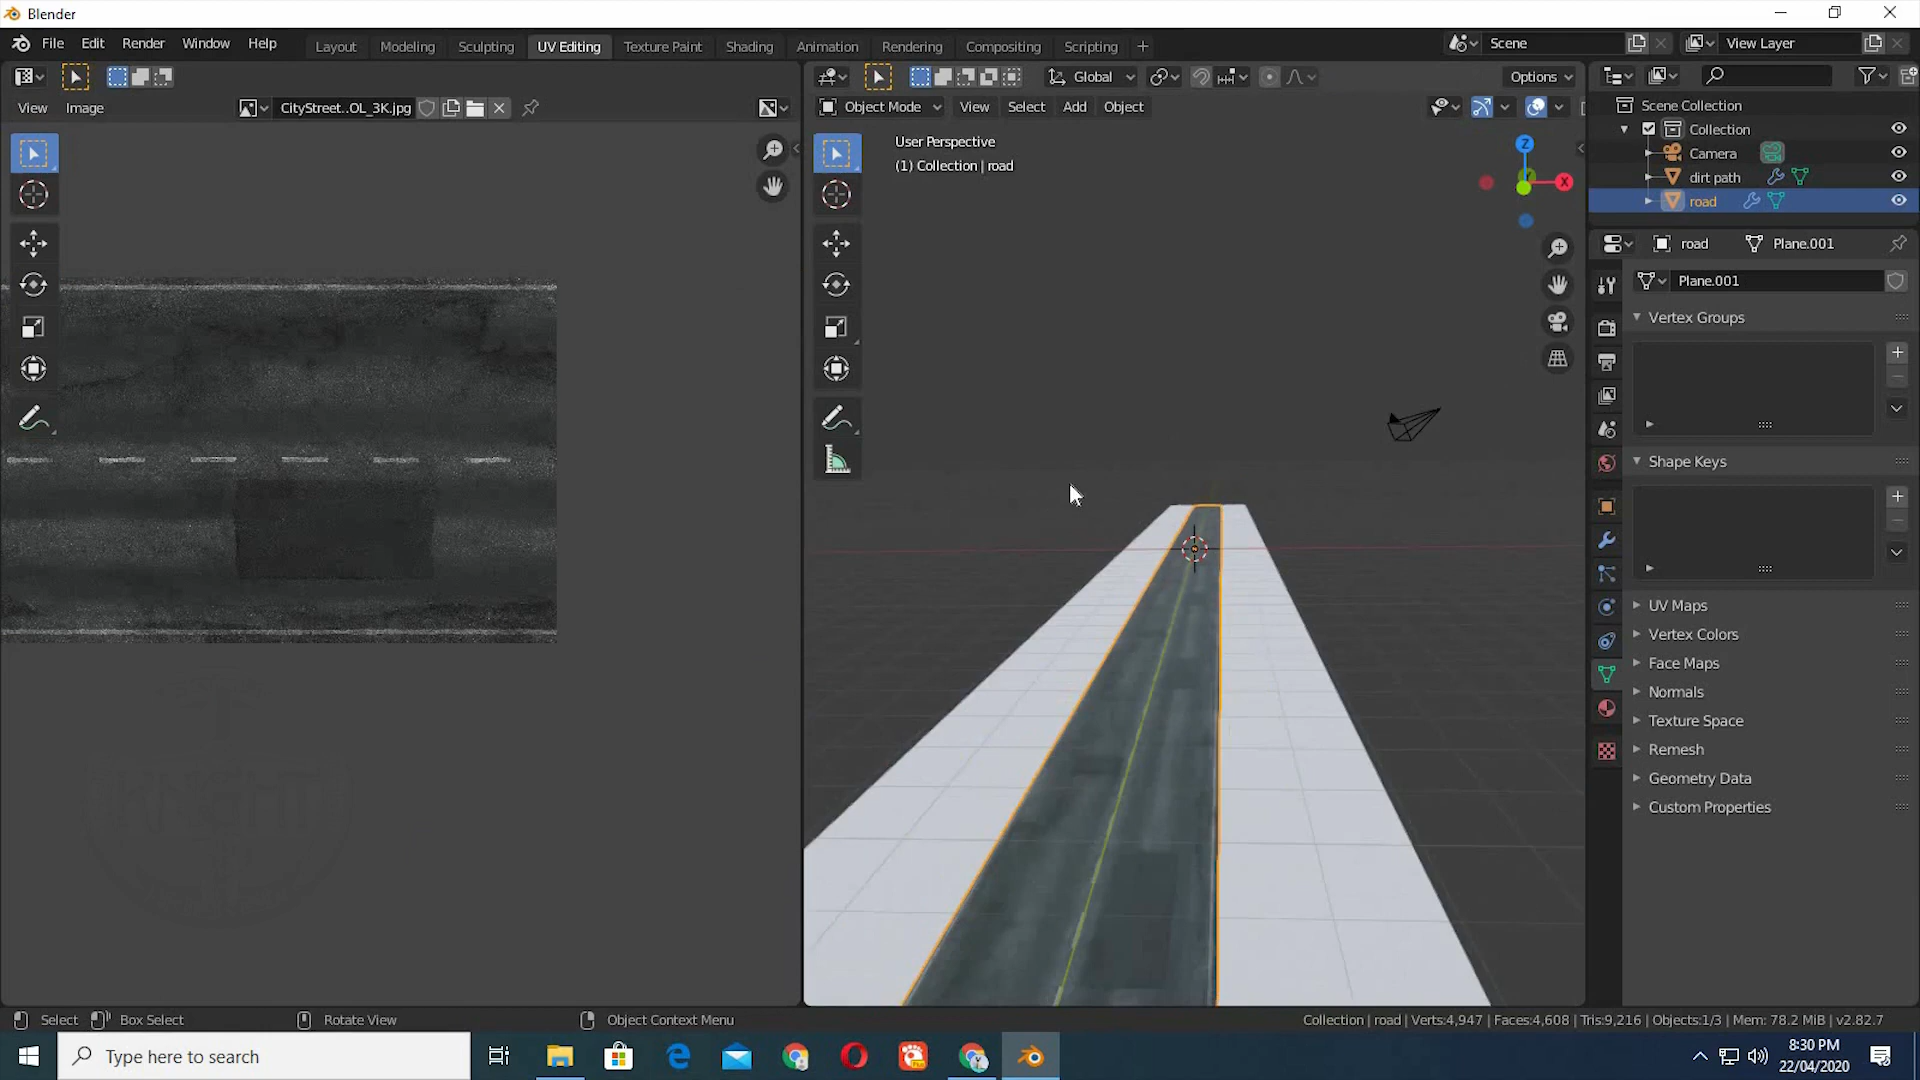 Blender
File Edit Render Window Help
Layout Modeling Sculpting UV Editing Texture Paint Shading Animation Rendering Compositing Scripting
Scene
View Layer
Global
Options
View Image
CityStreet..OL_3K.jpg
Object Mode View Select Add Object
User Perspective
(1) Collection | road
Z
X
Scene Collection
Collection
Camera
dirt path
road
road Plane.001
Plane.001
Vertex Groups
Shape Keys
UV Maps
Vertex Colors
Face Maps
Normals
Texture Space
Remesh
Geometry Data
Custom Properties
Select Box Select Rotate View Object Context Menu
Collection | road | Verts:4,947 | Faces:4,608 | Tris:9,216 | Objects:1/3 | Mem: 78.2 MiB | v2.82.7
Type here to search
8:30 PM
22/04/2020